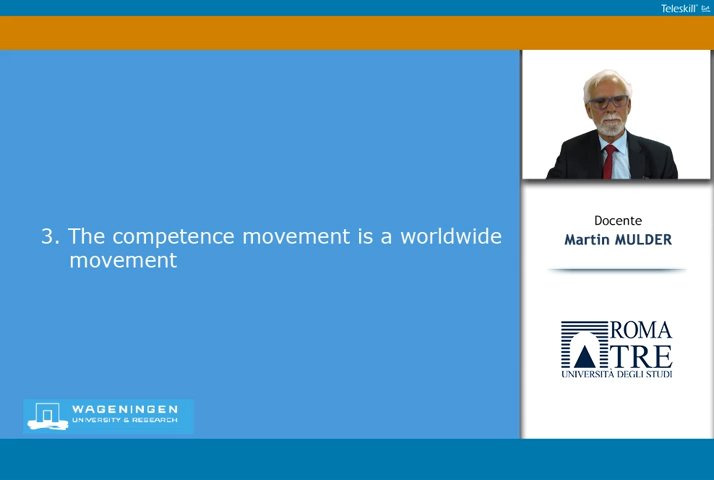 Teleskill
3. The competence movement is a worldwide
movement
Docente
Martin MULDER
ROMA
TRE
UNIVERSITÀ DEGLI STUDI
WAGENINGEN
UNIVERSITY & RESEARCH